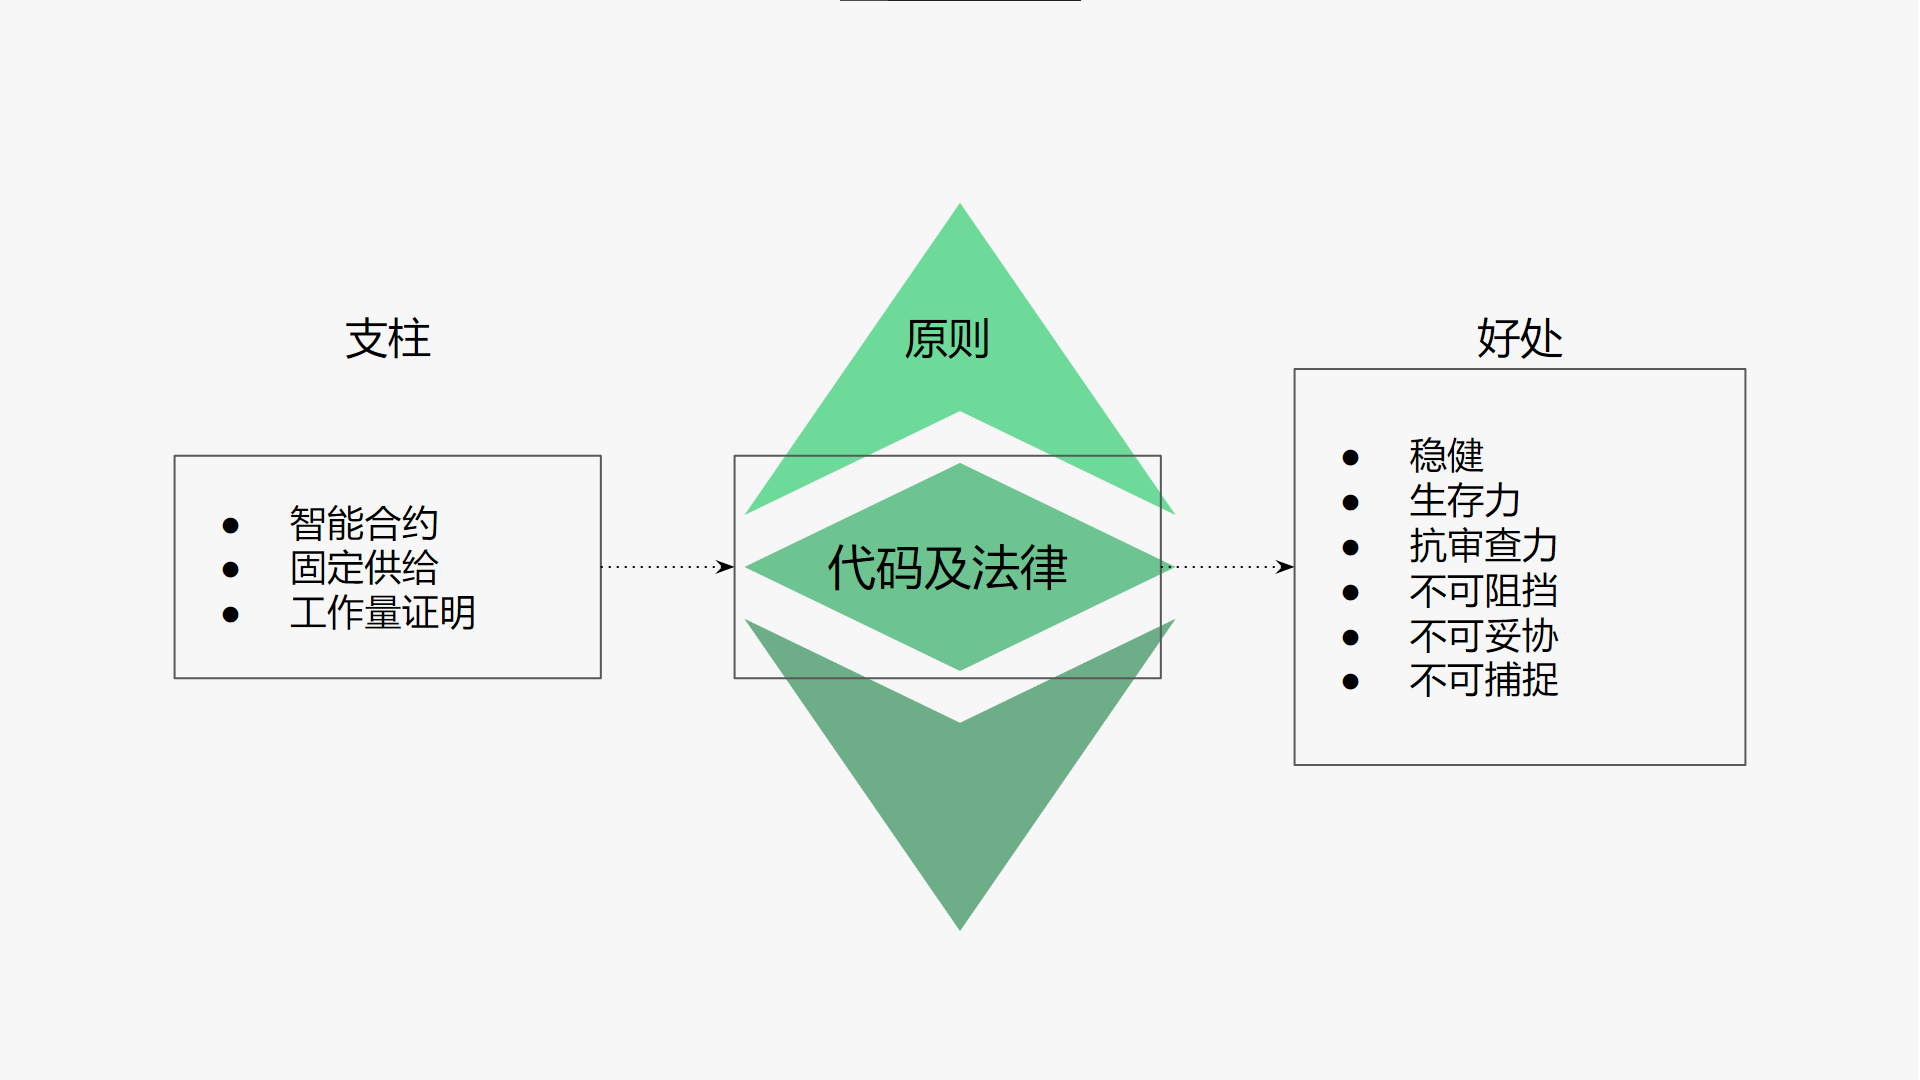 支柱
● 智能合约
● 固定供给
● 工作量证明
原则
代码及法律
好处
● 稳健
● 生存力
● 抗审查力
● 不可阻挡
● 不可妥协
● 不可捕捉